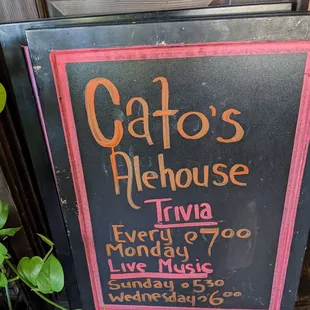 Cato's
Alehouse
Trivia
Every @ 7:00
Monday
Live Music
Sunday @ 5:30
Wednesday @ 6:00